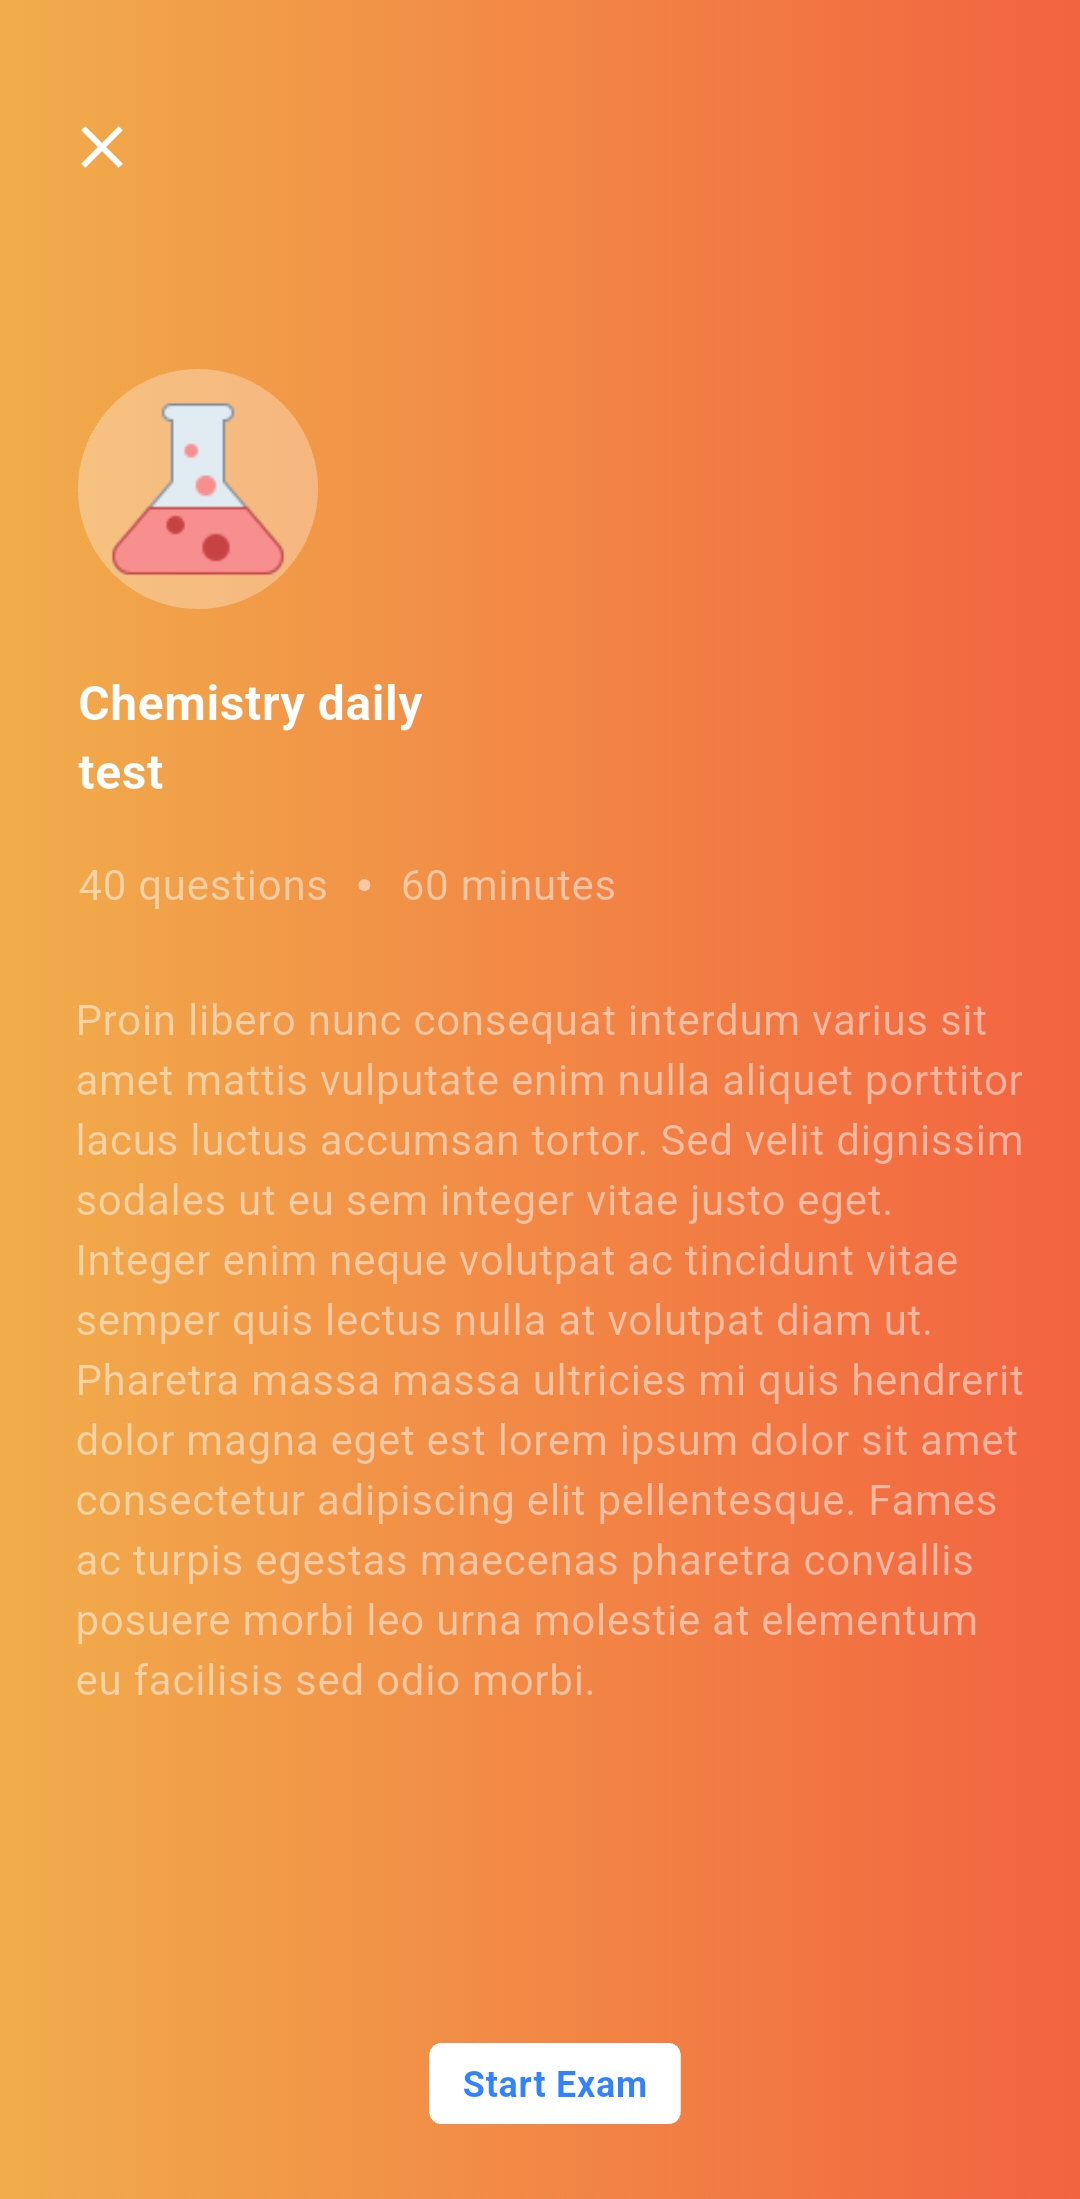 Chemistry daily
test
40 questions • 60 minutes
Proin libero nunc consequat interdum varius sit
amet mattis vulputate enim nulla aliquet porttitor
lacus luctus accumsan tortor. Sed velit dignissim
sodales ut eu sem integer vitae justo eget.
Integer enim neque volutpat ac tincidunt vitae
semper quis lectus nulla at volutpat diam ut.
Pharetra massa massa ultricies mi quis hendrerit
dolor magna eget est lorem ipsum dolor sit amet
consectetur adipiscing elit pellentesque. Fames
ac turpis egestas maecenas pharetra convallis
posuere morbi leo urna molestie at elementum
eu facilisis sed odio morbi.
Start Exam